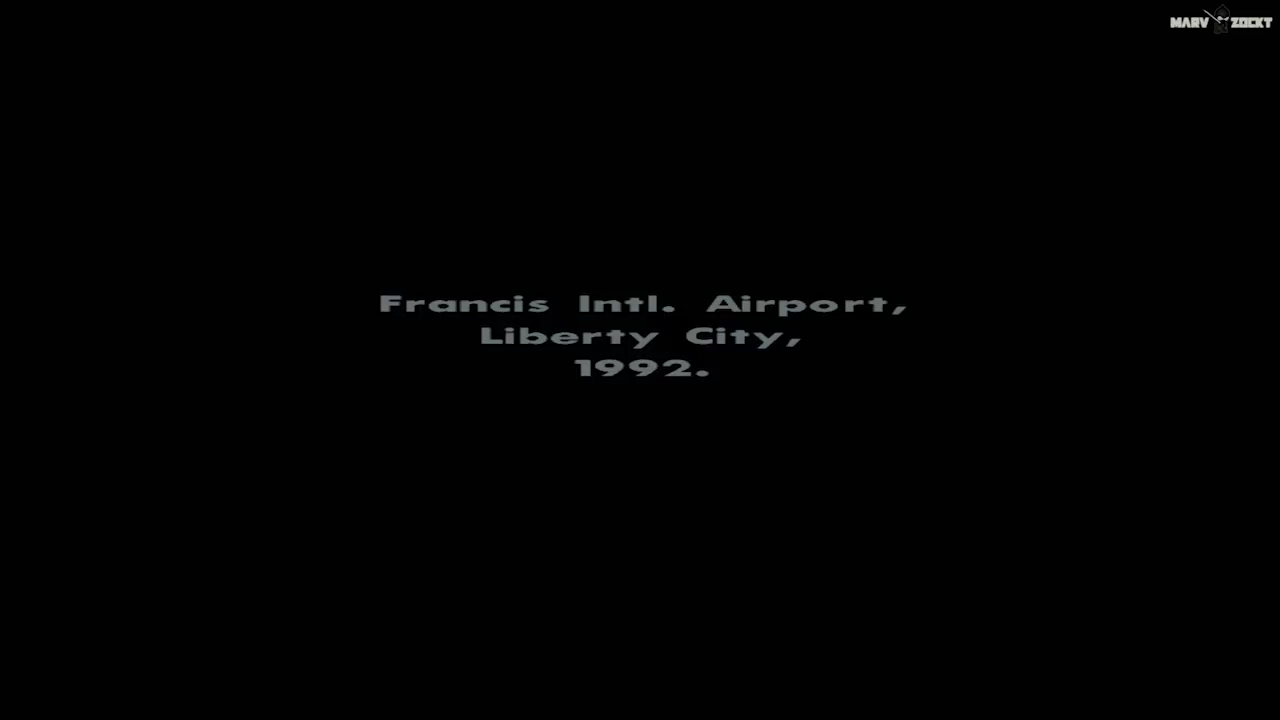 MARV ZOCKT
Francis Intl. Airport,
Liberty City,
1992.